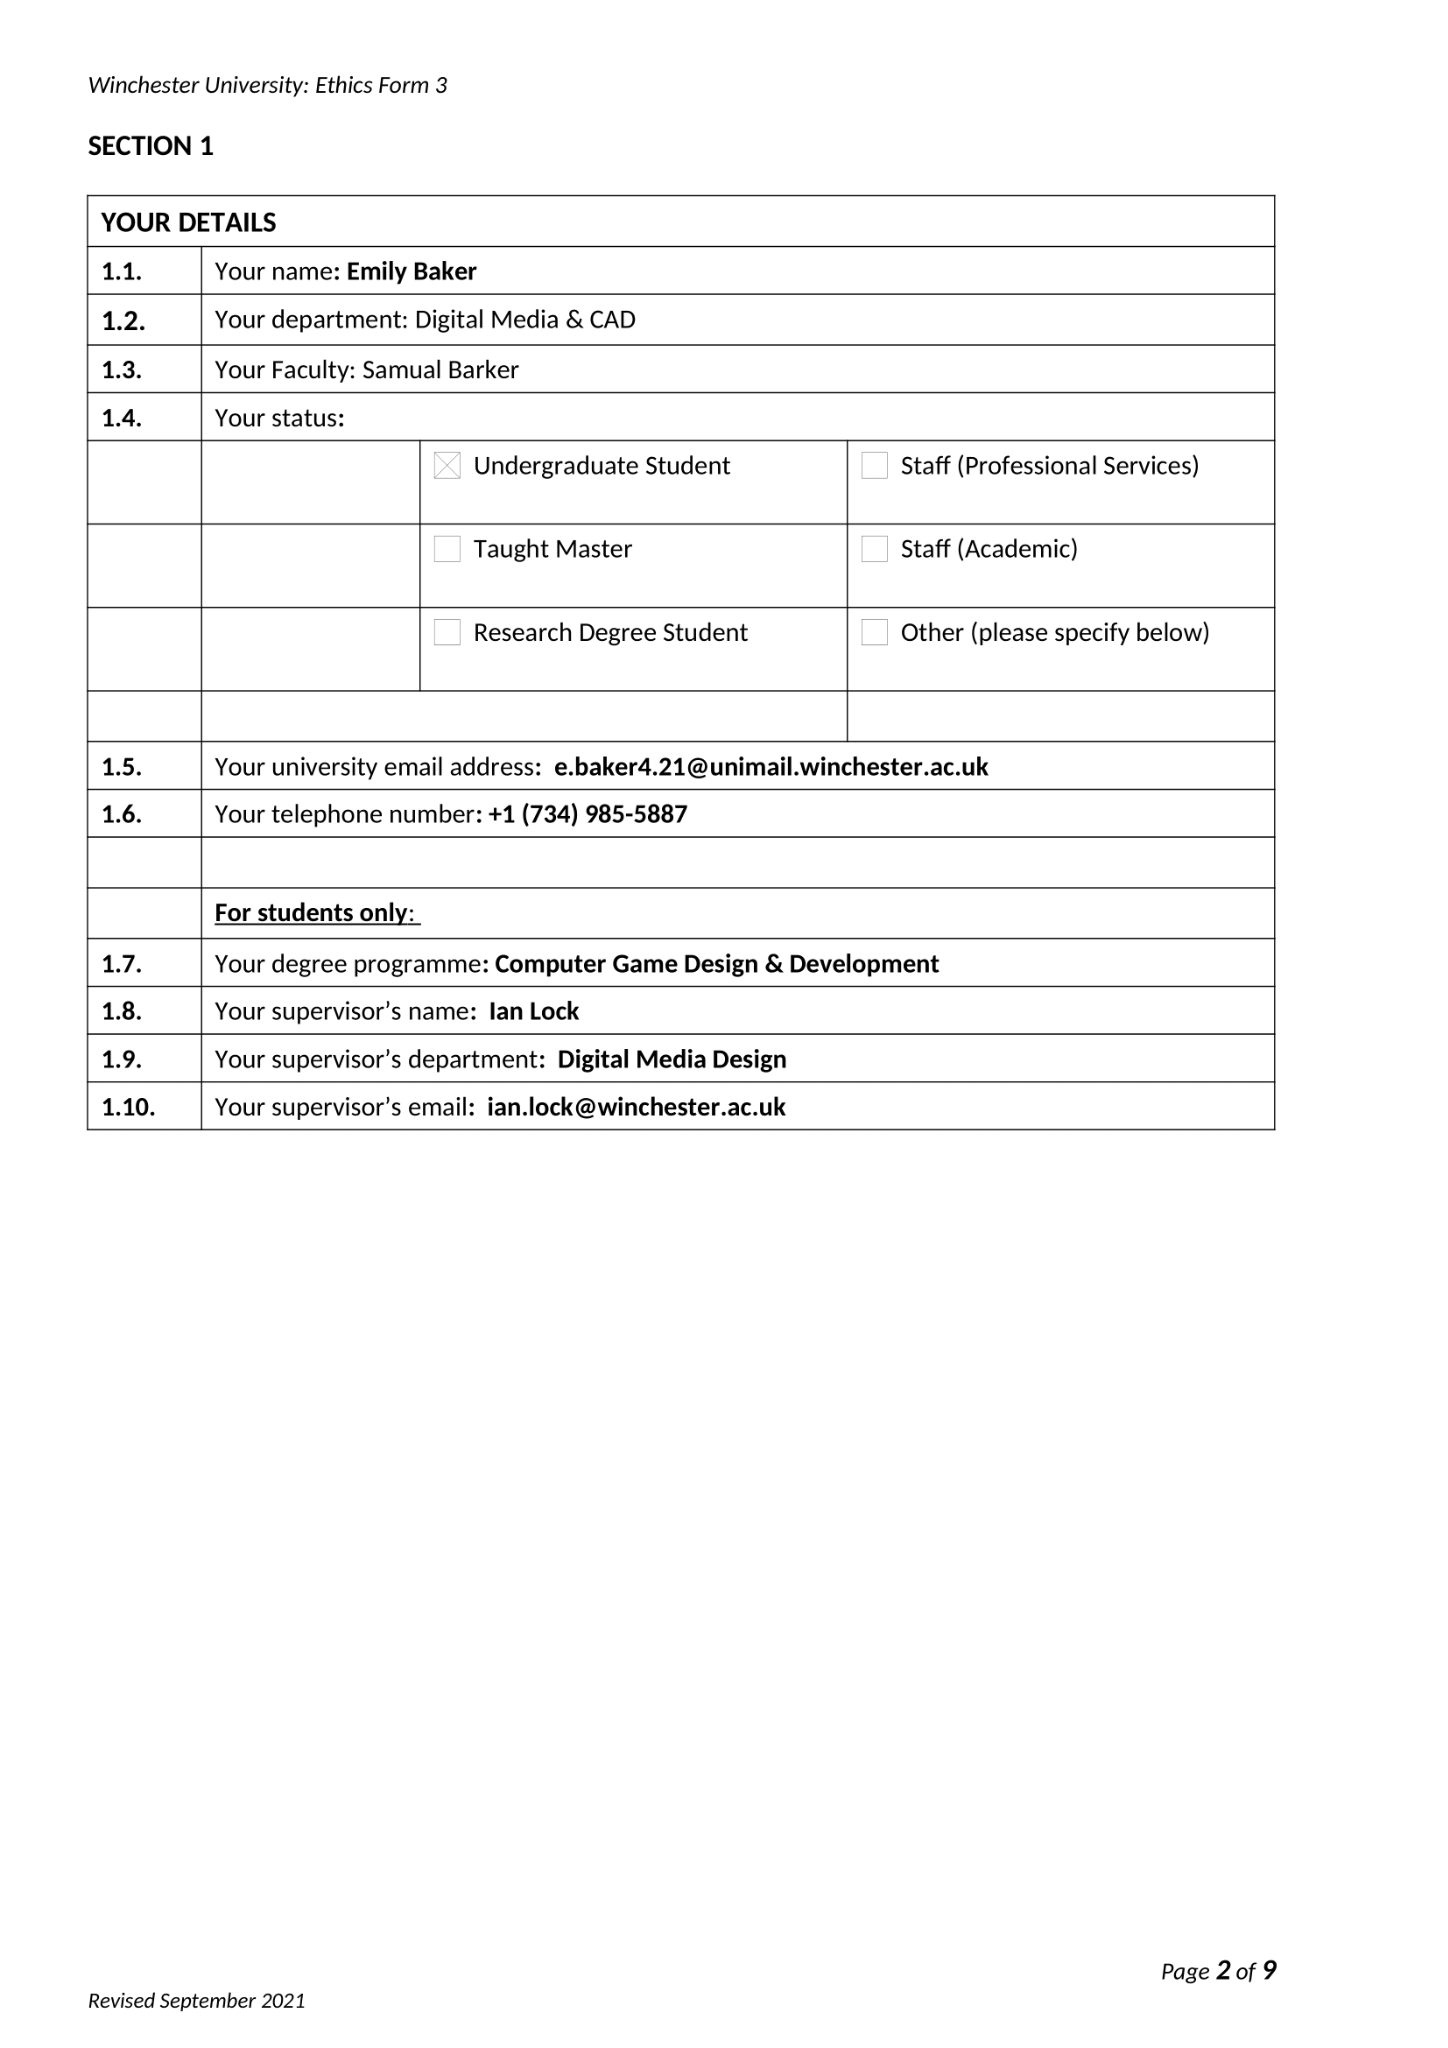 Winchester University: Ethics Form 3
SECTION 1
YOUR DETAILS
1.1. Your name: Emily Baker
1.2. Your department: Digital Media & CAD
1.3. Your Faculty: Samual Barker
1.4. Your status:
Undergraduate Student Staff (Professional Services)
Taught Master Staff (Academic)
Research Degree Student Other (please specify below)
1.5. Your university email address: e.baker4.21@unimail.winchester.ac.uk
1.6. Your telephone number: +1 (734) 985-5887
For students only:
1.7. Your degree programme: Computer Game Design & Development
1.8. Your supervisor’s name: Ian Lock
1.9. Your supervisor’s department: Digital Media Design
1.10. Your supervisor’s email: ian.lock@winchester.ac.uk
Page 2 of 9
Revised September 2021